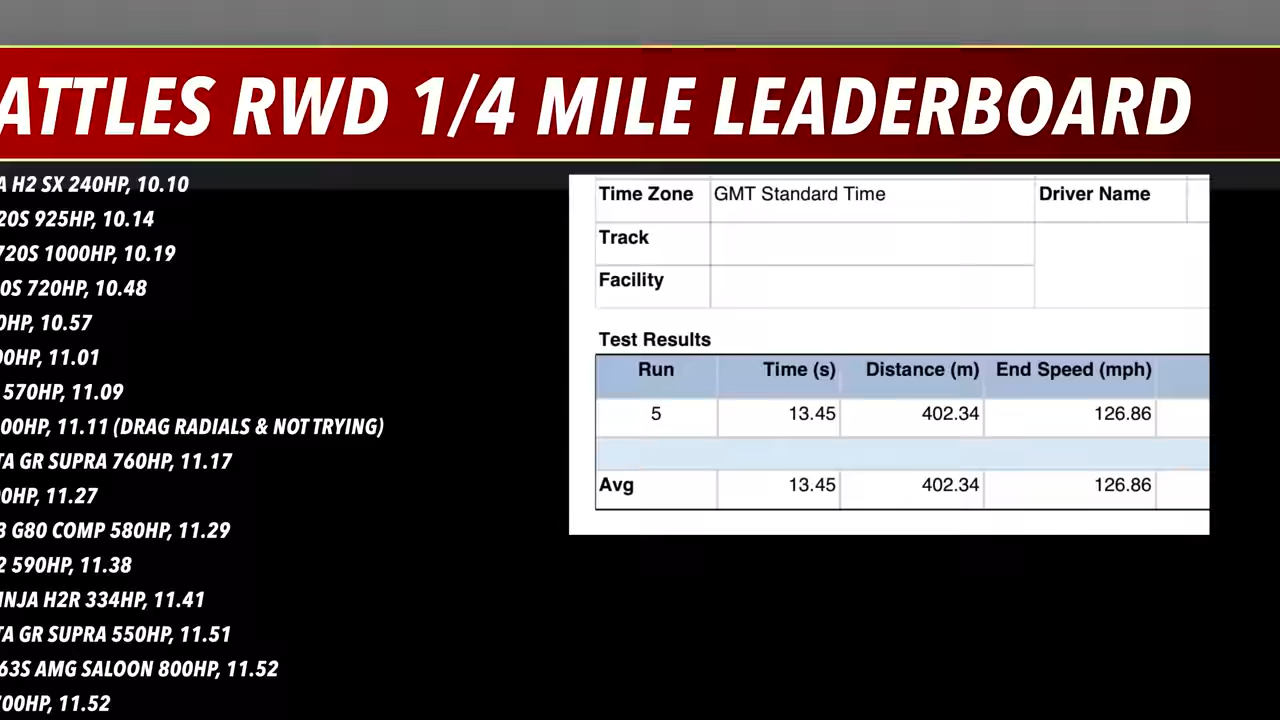 ATTLES RWD 1/4 MILE LEADERBOARD
A H2 SX 240HP, 10.10
20S 925HP, 10.14
720S 1000HP, 10.19
0S 720HP, 10.48
0HP, 10.57
00HP, 11.01
570HP, 11.09
00HP, 11.11 (DRAG RADIALS & NOT TRYING)
TA GR SUPRA 760HP, 11.17
0HP, 11.27
3 G80 COMP 580HP, 11.29
2 590HP, 11.38
INJA H2R 334HP, 11.41
TA GR SUPRA 550HP, 11.51
63S AMG SALOON 800HP, 11.52
700HP, 11.52
Time Zone GMT Standard Time Driver Name
Track
Facility
Test Results
Run Time (s) Distance (m) End Speed (mph)
5 13.45 402.34 126.86
Avg 13.45 402.34 126.86